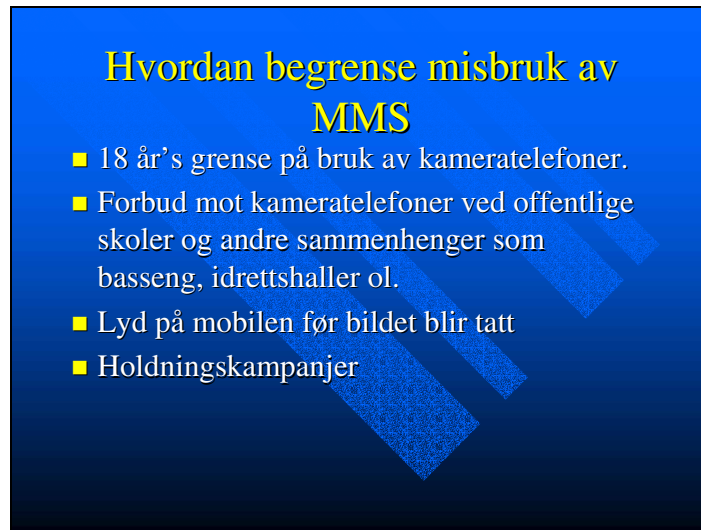 Hvordan begrense misbruk av
MMS
18 år’s grense på bruk av kameratelefoner.
Forbud mot kameratelefoner ved offentlige
skoler og andre sammenhenger som
basseng, idrettshaller ol.
Lyd på mobilen før bildet blir tatt
Holdningskampanjer